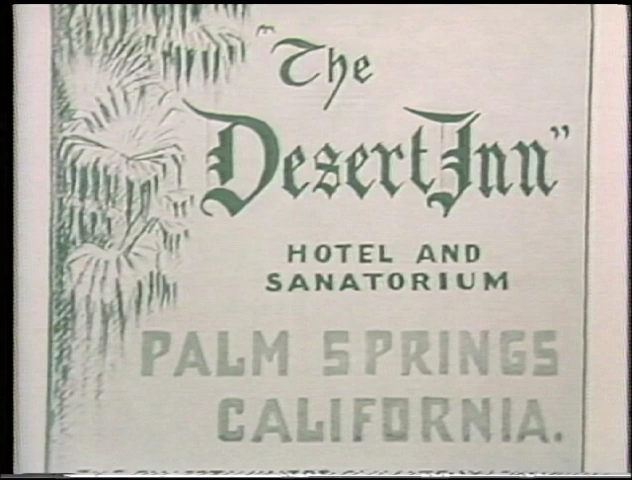 "The
Desert Inn"
HOTEL AND
SANATORIUM
PALM SPRINGS
CALIFORNIA.